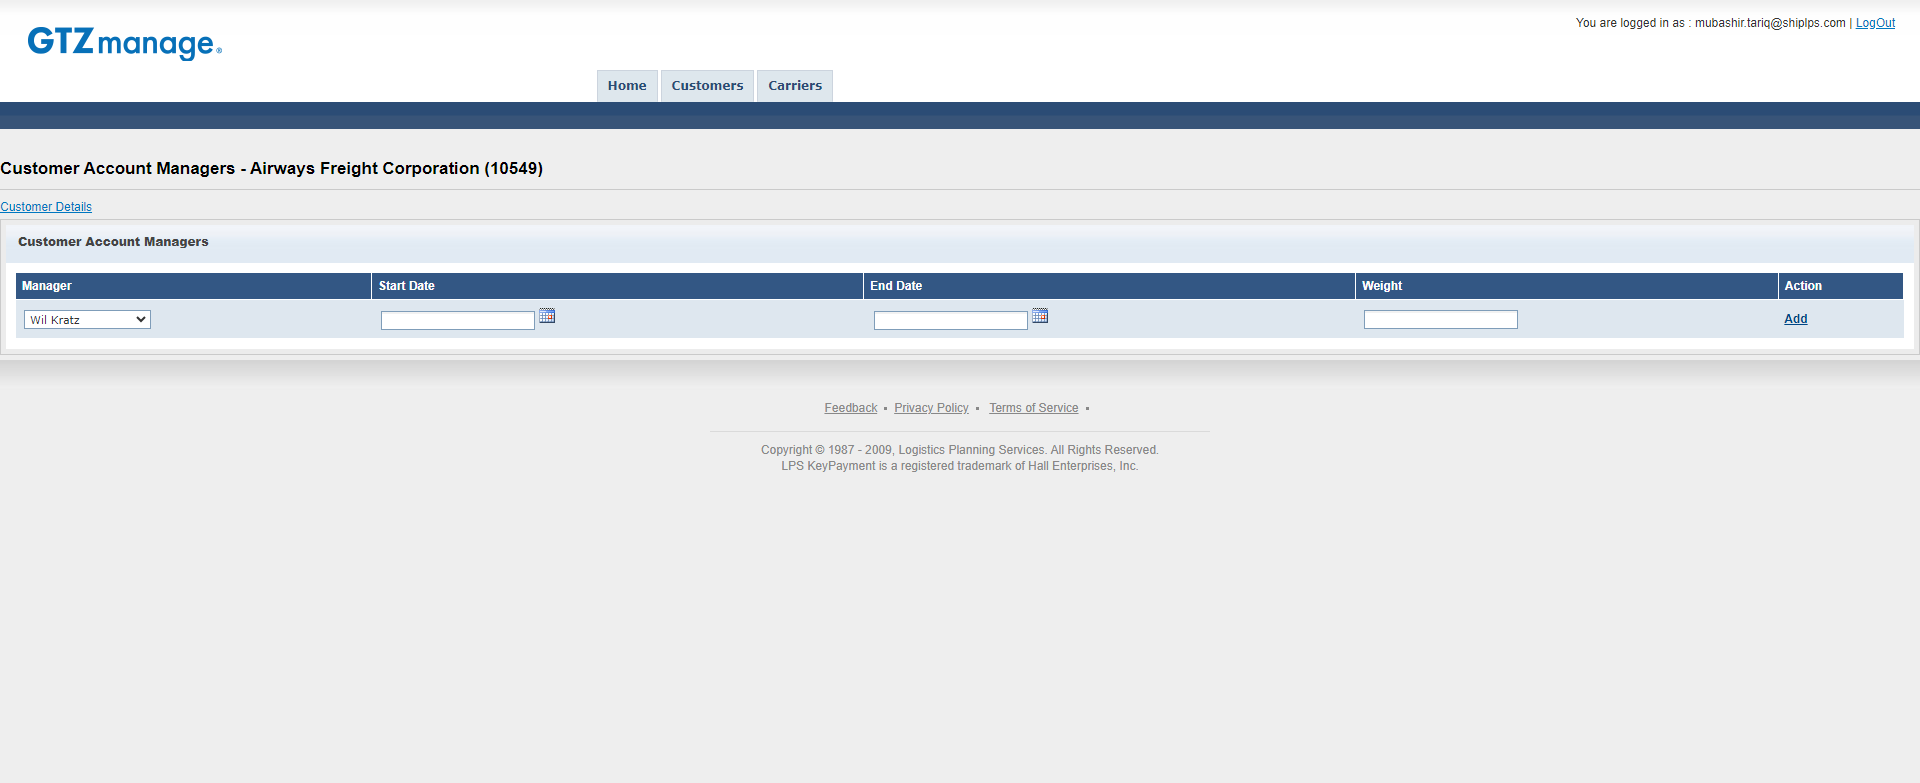 GTZmanage®
You are logged in as : mubashir.tariq@shiplps.com | LogOut
Home Customers Carriers
Customer Account Managers - Airways Freight Corporation (10549)
Customer Details
Customer Account Managers
Manager Start Date End Date Weight Action
Wil Kratz Add
Feedback ▪ Privacy Policy ▪ Terms of Service ▪
Copyright © 1987 - 2009, Logistics Planning Services. All Rights Reserved.
LPS KeyPayment is a registered trademark of Hall Enterprises, Inc.